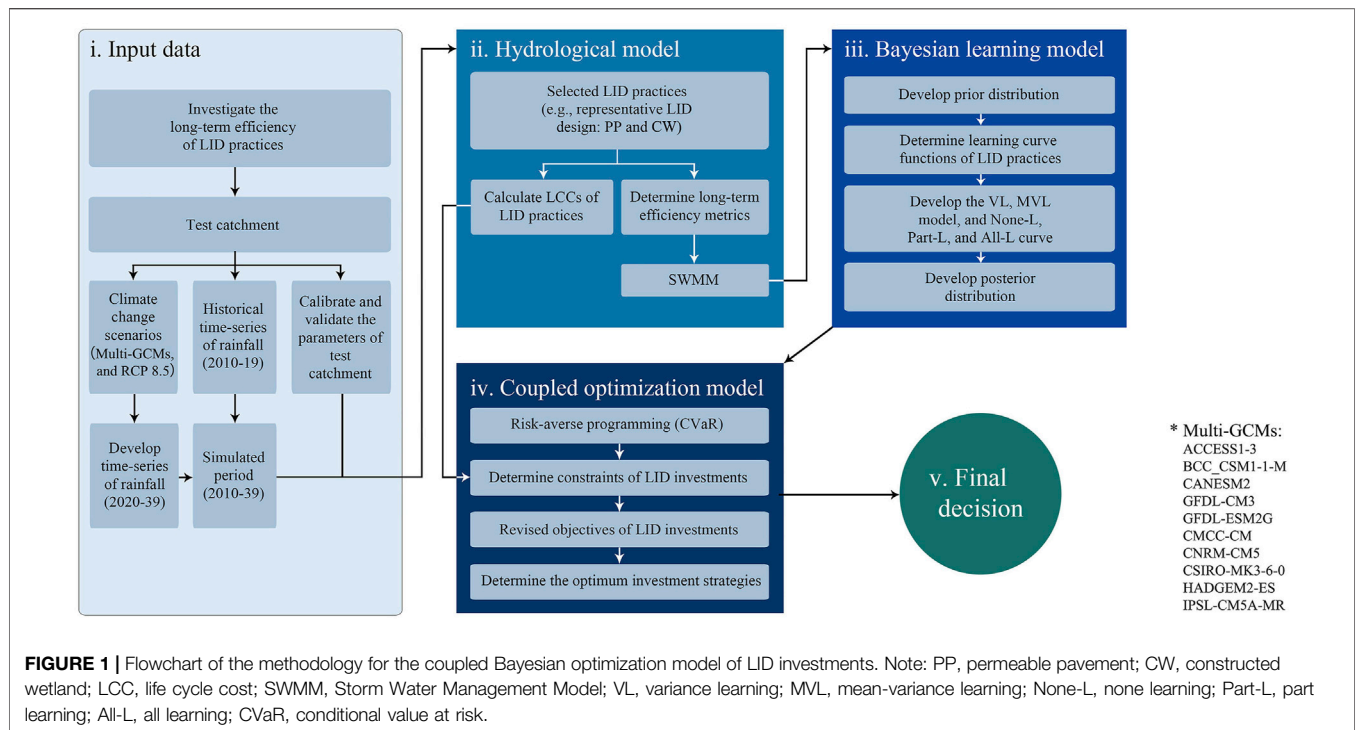 i. Input data
Investigate the
long-term efficiency
of LID practices
Test catchment
Climate
change
scenarios
(Multi-GCMs,
and RCP 8.5)
Historical
time-series
of rainfall
(2010-19)
Calibrate and
validate the
parameters of
test
catchment
Develop
time-series
of rainfall
(2020-39)
Simulated
period
(2010-39)
ii. Hydrological model
Selected LID practices
(e.g., representative LID
design: PP and CW)
Calculate LCCs of
LID practices
Determine long-term
efficiency metrics
SWMM
iii. Bayesian learning model
Develop prior distribution
Determine learning curve
functions of LID practices
Develop the VL, MVL
model, and None-L,
Part-L, and All-L curve
Develop posterior
distribution
iv. Coupled optimization model
Risk-averse programming (CVaR)
Determine constraints of LID investments
Revised objectives of LID investments
Determine the optimum investment strategies
v. Final
decision
* Multi-GCMs:
ACCESS1-3
BCC_CSM1-1-M
CANESM2
GFDL-CM3
GFDL-ESM2G
CMCC-CM
CNRM-CM5
CSIRO-MK3-6-0
HADGEM2-ES
IPSL-CM5A-MR
FIGURE 1 | Flowchart of the methodology for the coupled Bayesian optimization model of LID investments. Note: PP, permeable pavement; CW, constructed
wetland; LCC, life cycle cost; SWMM, Storm Water Management Model; VL, variance learning; MVL, mean-variance learning; None-L, none learning; Part-L, part
learning; All-L, all learning; CVaR, conditional value at risk.